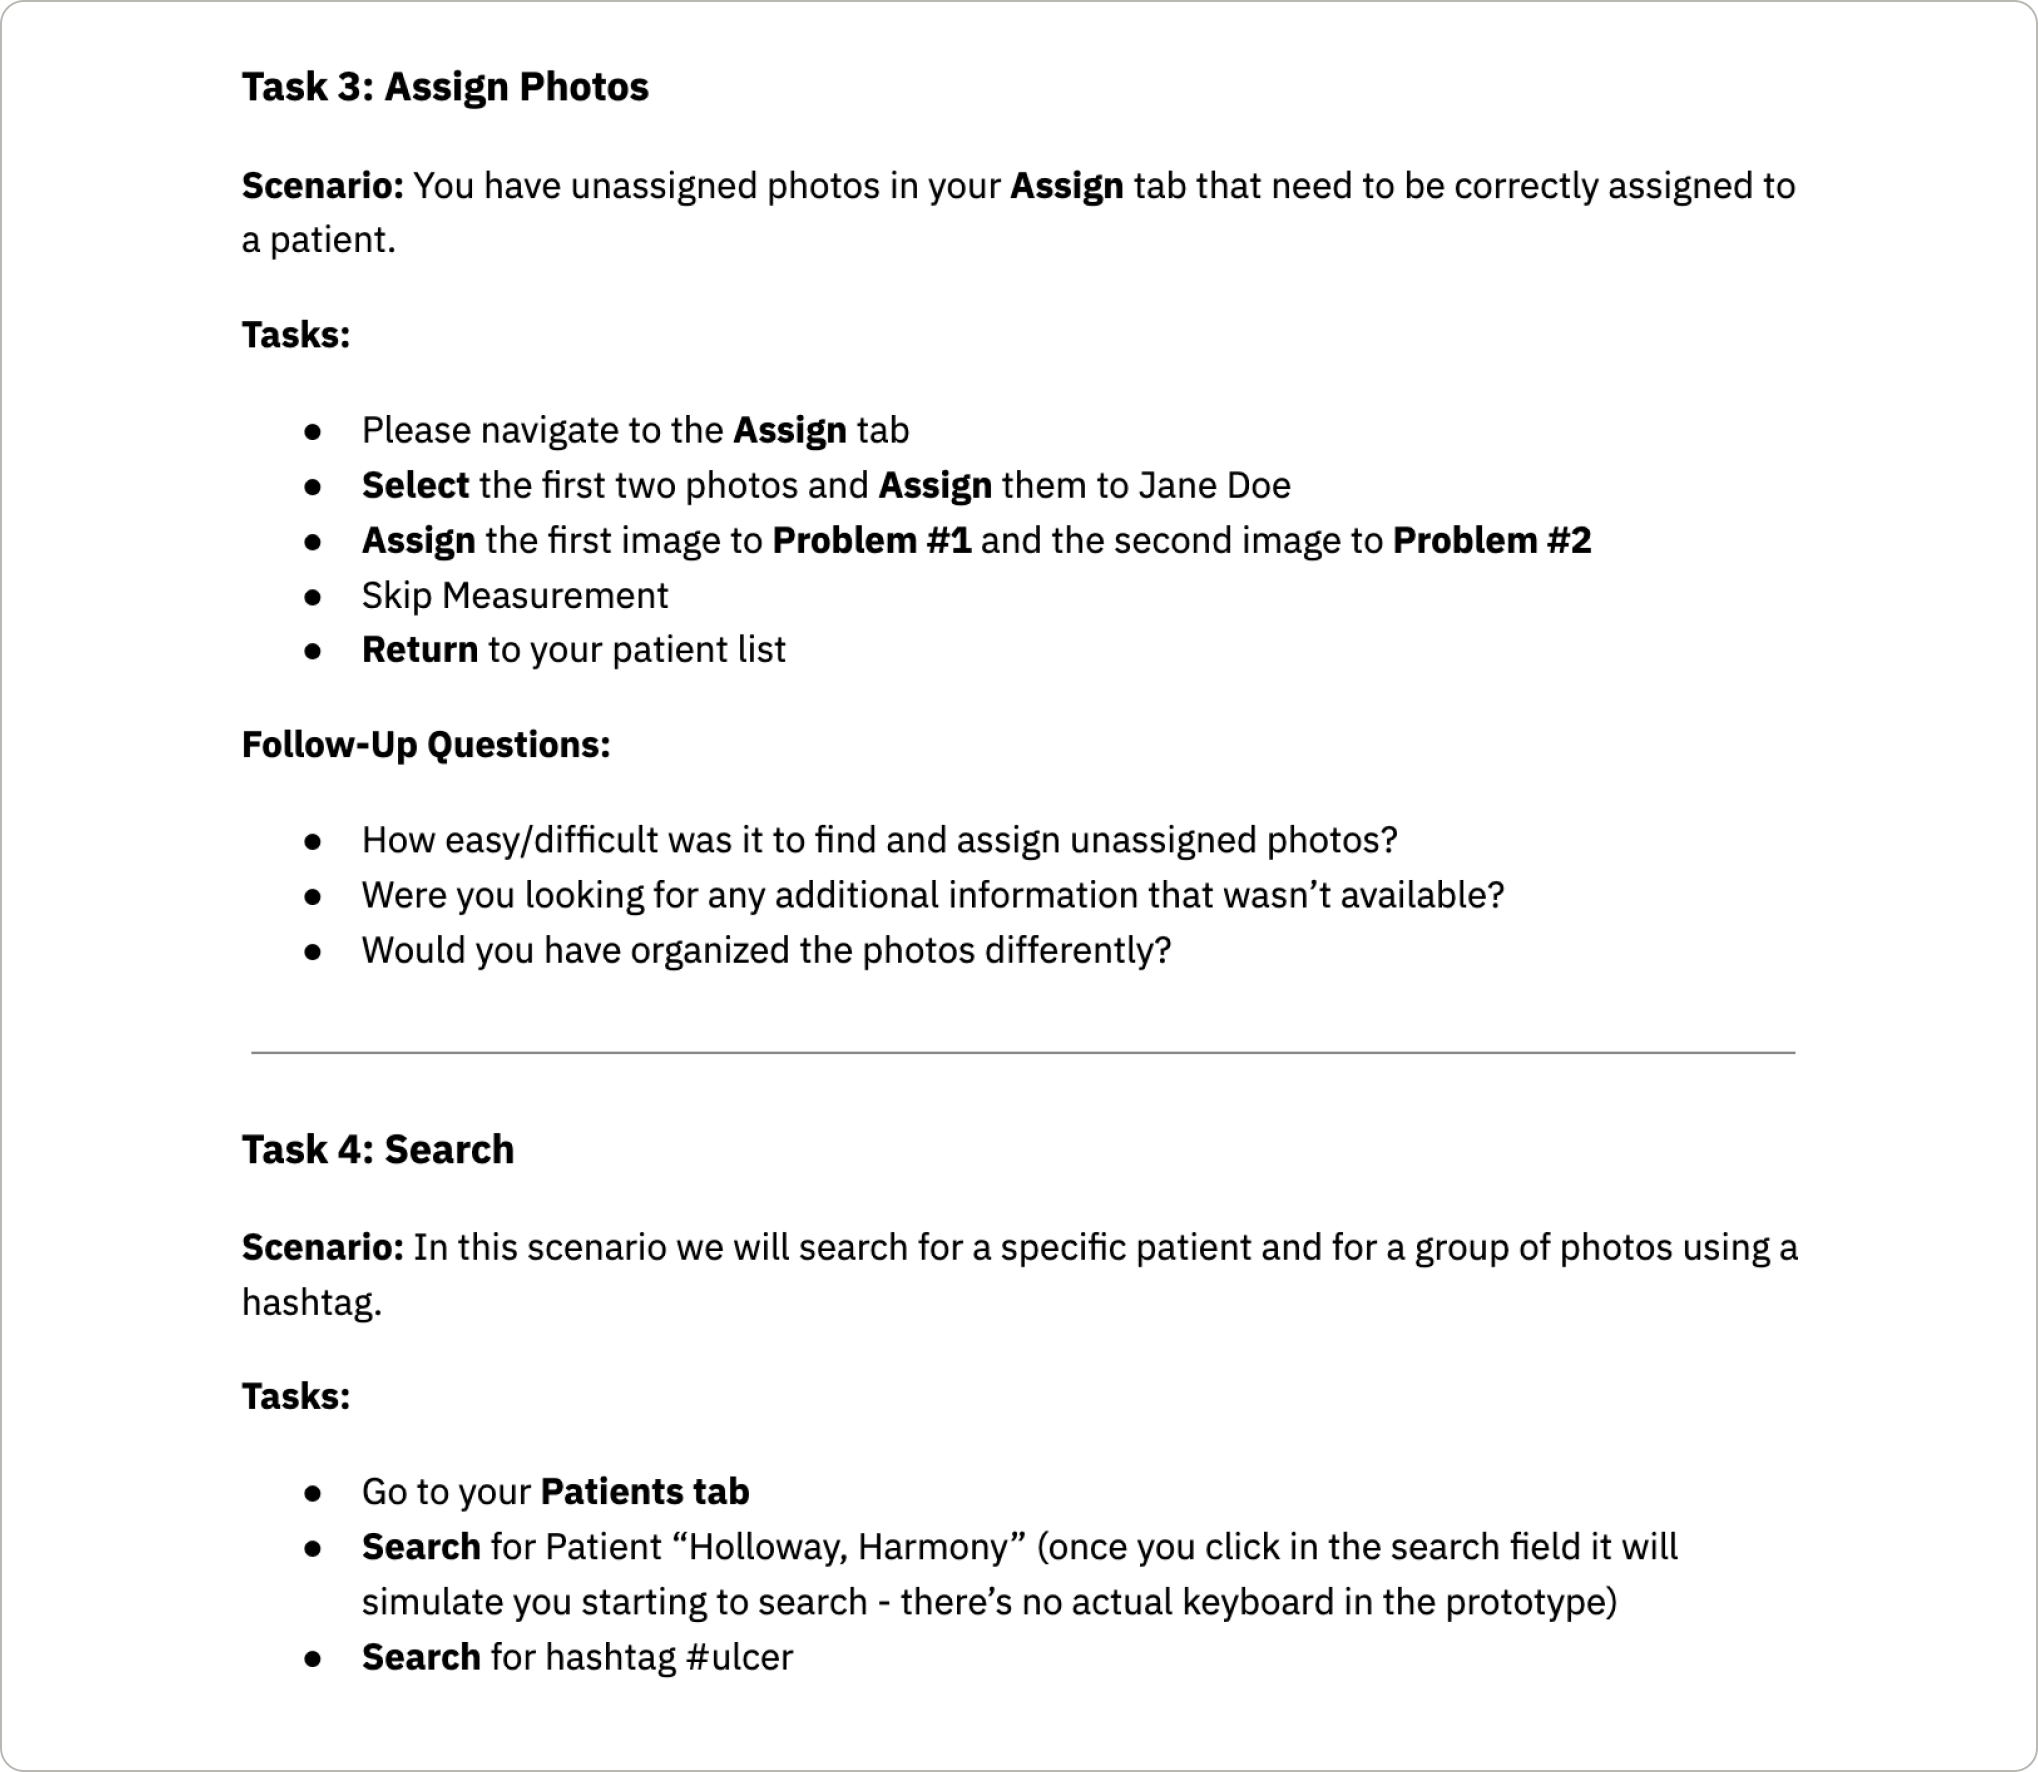 Task 3: Assign Photos
Scenario: You have unassigned photos in your Assign tab that need to be correctly assigned to
a patient.
Tasks:
● Please navigate to the Assign tab
● Select the first two photos and Assign them to Jane Doe
● Assign the first image to Problem #1 and the second image to Problem #2
● Skip Measurement
● Return to your patient list
Follow-Up Questions:
● How easy/difficult was it to find and assign unassigned photos?
● Were you looking for any additional information that wasn’t available?
● Would you have organized the photos differently?
Task 4: Search
Scenario: In this scenario we will search for a specific patient and for a group of photos using a
hashtag.
Tasks:
● Go to your Patients tab
● Search for Patient “Holloway, Harmony” (once you click in the search field it will
simulate you starting to search - there’s no actual keyboard in the prototype)
● Search for hashtag #ulcer